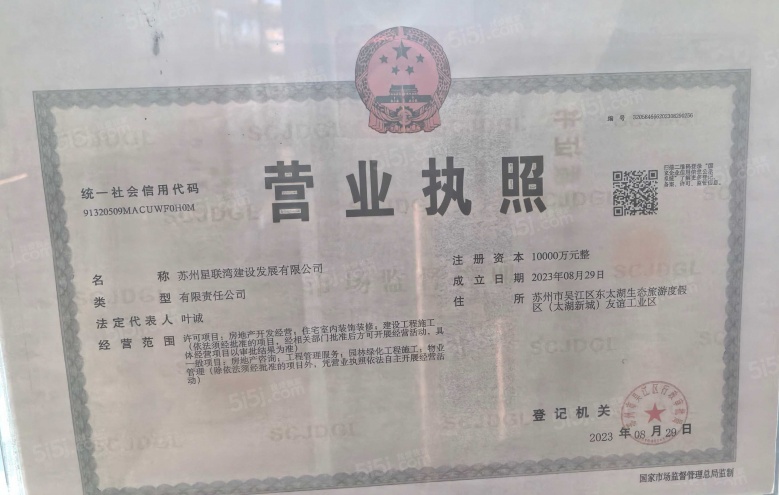 编 号 320584666202308290256
营业执照
统一社会信用代码
91320509MACUWF0H0M
名 称 苏州星联湾建设发展有限公司
类 型 有限责任公司
法定代表人 叶诚
经营范围 许可项目：房地产开发经营；住宅室内装饰装修；建设工程施工
（依法须经批准的项目，经相关部门批准后方可开展经营活动，具
体经营项目以审批结果为准）
一般项目：房地产咨询；工程管理服务；园林绿化工程施工；物业
管理（除依法须经批准的项目外，凭营业执照依法自主开展经营活
动）
注册资本 10000万元整
成立日期 2023年08月29日
住 所 苏州市吴江区东太湖生态旅游度假
区（太湖新城）友谊工业区
登记机关
2023 年 08 月 29 日
国家市场监督管理总局监制